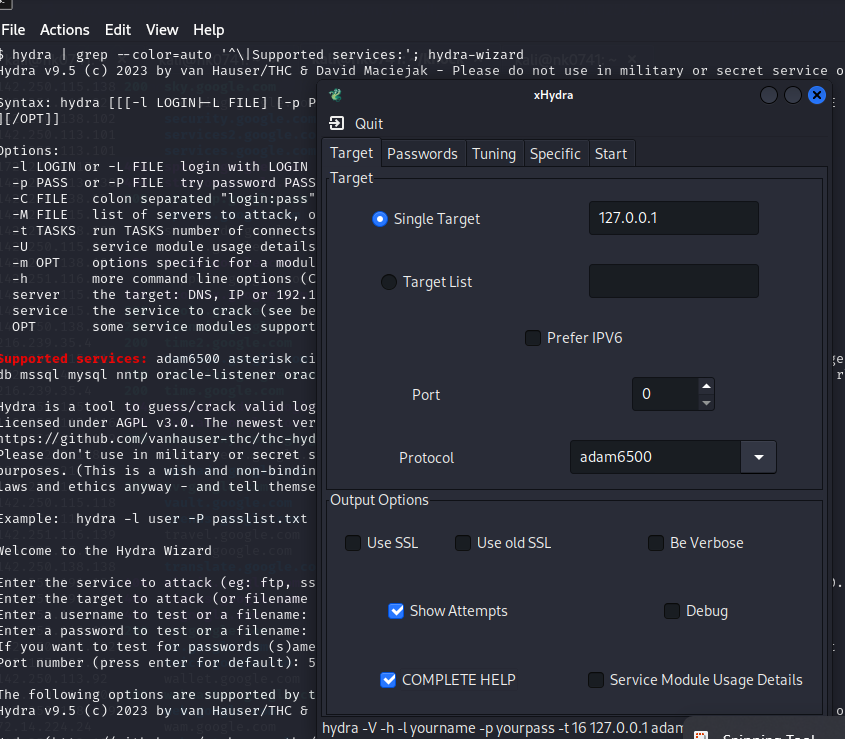 File Actions Edit View Help
$ hydra | grep --color=auto '^\|Supported services:'; hydra-wizard
Hydra v9.5 (c) 2023 by van Hauser/THC & David Maciejak - Please do not use in military or secret service o
Syntax: hydra [[[-l LOGIN|-L FILE] [-p P
][/OPT]]
Options:
-l LOGIN or -L FILE login with LOGIN
-p PASS or -P FILE try password PASS
-C FILE colon separated "login:pass"
-M FILE list of servers to attack, o
-t TASKS run TASKS number of connects
-U service module usage details
-m OPT options specific for a modul
-h more command line options (C
server the target: DNS, IP or 192.1
service the service to crack (see be
OPT some service modules support
Supported services: adam6500 asterisk ci
db mssql mysql nntp oracle-listener orac
Hydra is a tool to guess/crack valid log
Licensed under AGPL v3.0. The newest ver
https://github.com/vanhauser-thc/thc-hyd
Please don't use in military or secret s
purposes. (This is a wish and non-bindin
laws and ethics anyway - and tell themse
Example: hydra -l user -P passlist.txt
Welcome to the Hydra Wizard
Enter the service to attack (eg: ftp, ss
Enter the target to attack (or filename
Enter a username to test or a filename:
Enter a password to test or a filename:
If you want to test for passwords (s)ame
Port number (press enter for default): 5
The following options are supported by t
Hydra v9.5 (c) 2023 by van Hauser/THC &
xHydra
Quit
Target Passwords Tuning Specific Start
Target
Single Target 127.0.0.1
Target List
Prefer IPV6
Port 0
Protocol adam6500
Output Options
Use SSL Use old SSL Be Verbose
Show Attempts Debug
COMPLETE HELP Service Module Usage Details
hydra -V -h -l yourname -p yourpass -t 16 127.0.0.1 adam
Snipping Tool